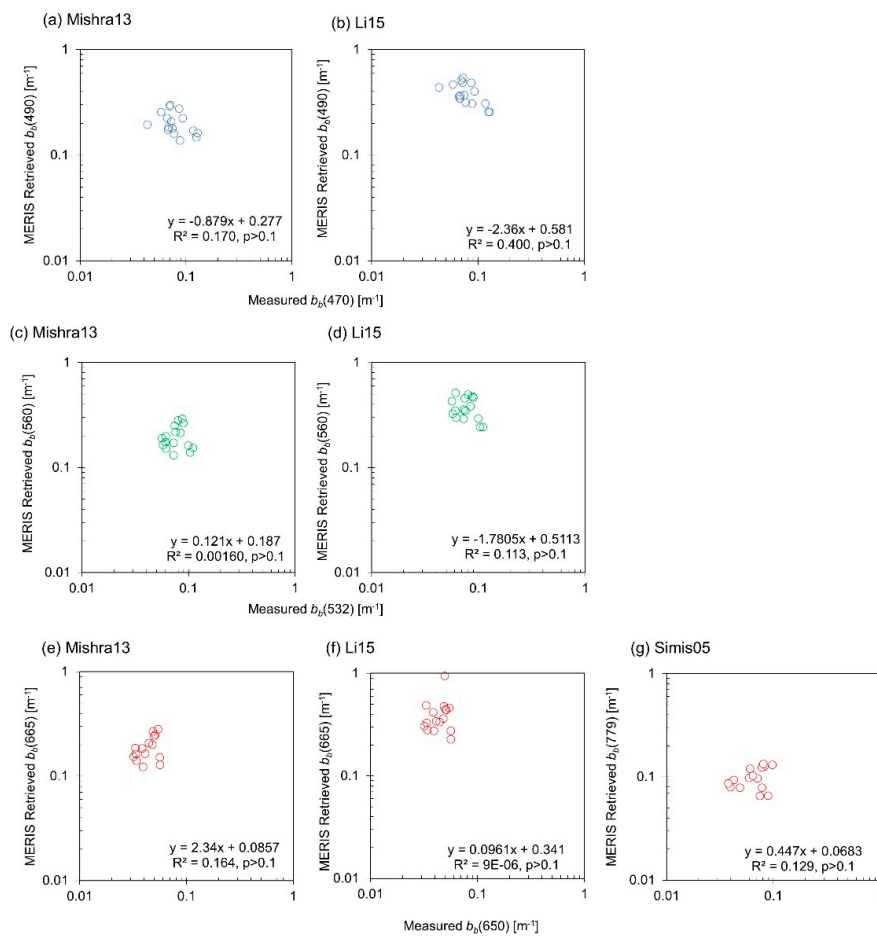 (a) Mishra13
(b) Li15
1
1
MERIS Retrieved b_b(490) [m⁻¹]
MERIS Retrieved b_b(490) [m⁻¹]
0.1
0.1
y = -0.879x + 0.277
R² = 0.170, p>0.1
y = -2.36x + 0.581
R² = 0.400, p>0.1
0.01
0.01
0.01 0.1 1
0.01 0.1 1
Measured b_b(470) [m⁻¹]
(c) Mishra13
(d) Li15
1
1
MERIS Retrieved b_b(560) [m⁻¹]
MERIS Retrieved b_b(560) [m⁻¹]
0.1
0.1
y = 0.121x + 0.187
R² = 0.00160, p>0.1
y = -1.7805x + 0.5113
R² = 0.113, p>0.1
0.01
0.01
0.01 0.1 1
0.01 0.1 1
Measured b_b(532) [m⁻¹]
(e) Mishra13
(f) Li15
(g) Simis05
1
1
1
MERIS Retrieved b_b(665) [m⁻¹]
MERIS Retrieved b_b(665) [m⁻¹]
MERIS Retrieved b_b(779) [m⁻¹]
0.1
0.1
0.1
y = 2.34x + 0.0857
R² = 0.164, p>0.1
y = 0.0961x + 0.341
R² = 9E-06, p>0.1
y = 0.447x + 0.0683
R² = 0.129, p>0.1
0.01
0.01
0.01
0.01 0.1 1
0.01 0.1 1
0.01 0.1 1
Measured b_b(650) [m⁻¹]